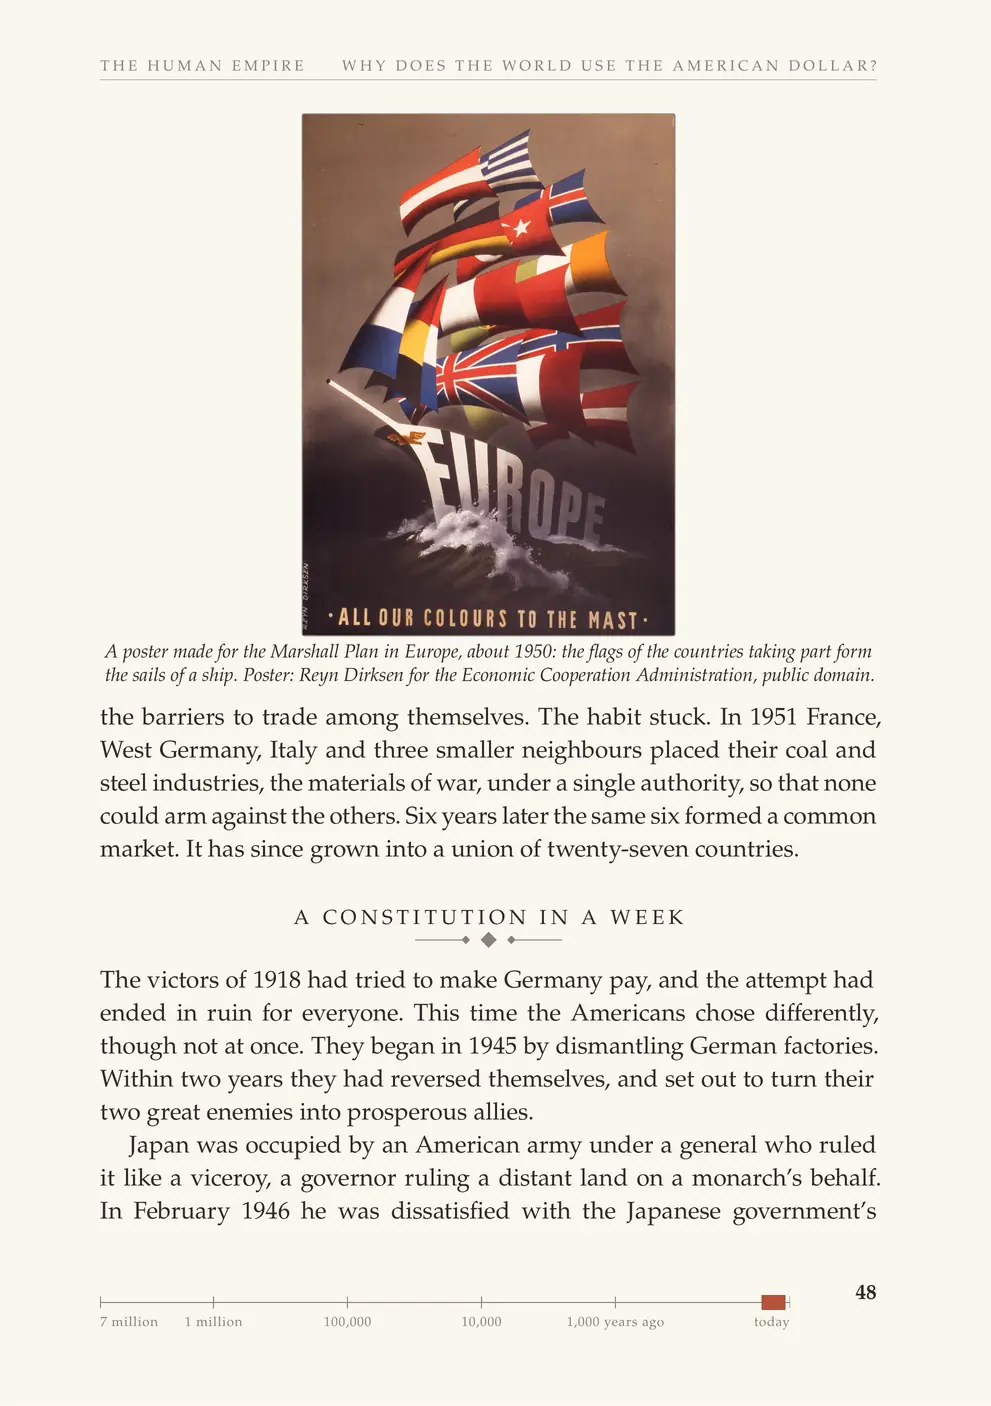 THE HUMAN EMPIRE WHY DOES THE WORLD USE THE AMERICAN DOLLAR?
EUROPE
REYN DIRKSEN
· ALL OUR COLOURS TO THE MAST ·
A poster made for the Marshall Plan in Europe, about 1950: the flags of the countries taking part form
the sails of a ship. Poster: Reyn Dirksen for the Economic Cooperation Administration, public domain.
the barriers to trade among themselves. The habit stuck. In 1951 France,
West Germany, Italy and three smaller neighbours placed their coal and
steel industries, the materials of war, under a single authority, so that none
could arm against the others. Six years later the same six formed a common
market. It has since grown into a union of twenty-seven countries.
A CONSTITUTION IN A WEEK
The victors of 1918 had tried to make Germany pay, and the attempt had
ended in ruin for everyone. This time the Americans chose differently,
though not at once. They began in 1945 by dismantling German factories.
Within two years they had reversed themselves, and set out to turn their
two great enemies into prosperous allies.
Japan was occupied by an American army under a general who ruled
it like a viceroy, a governor ruling a distant land on a monarch’s behalf.
In February 1946 he was dissatisfied with the Japanese government’s
48
7 million 1 million 100,000 10,000 1,000 years ago today